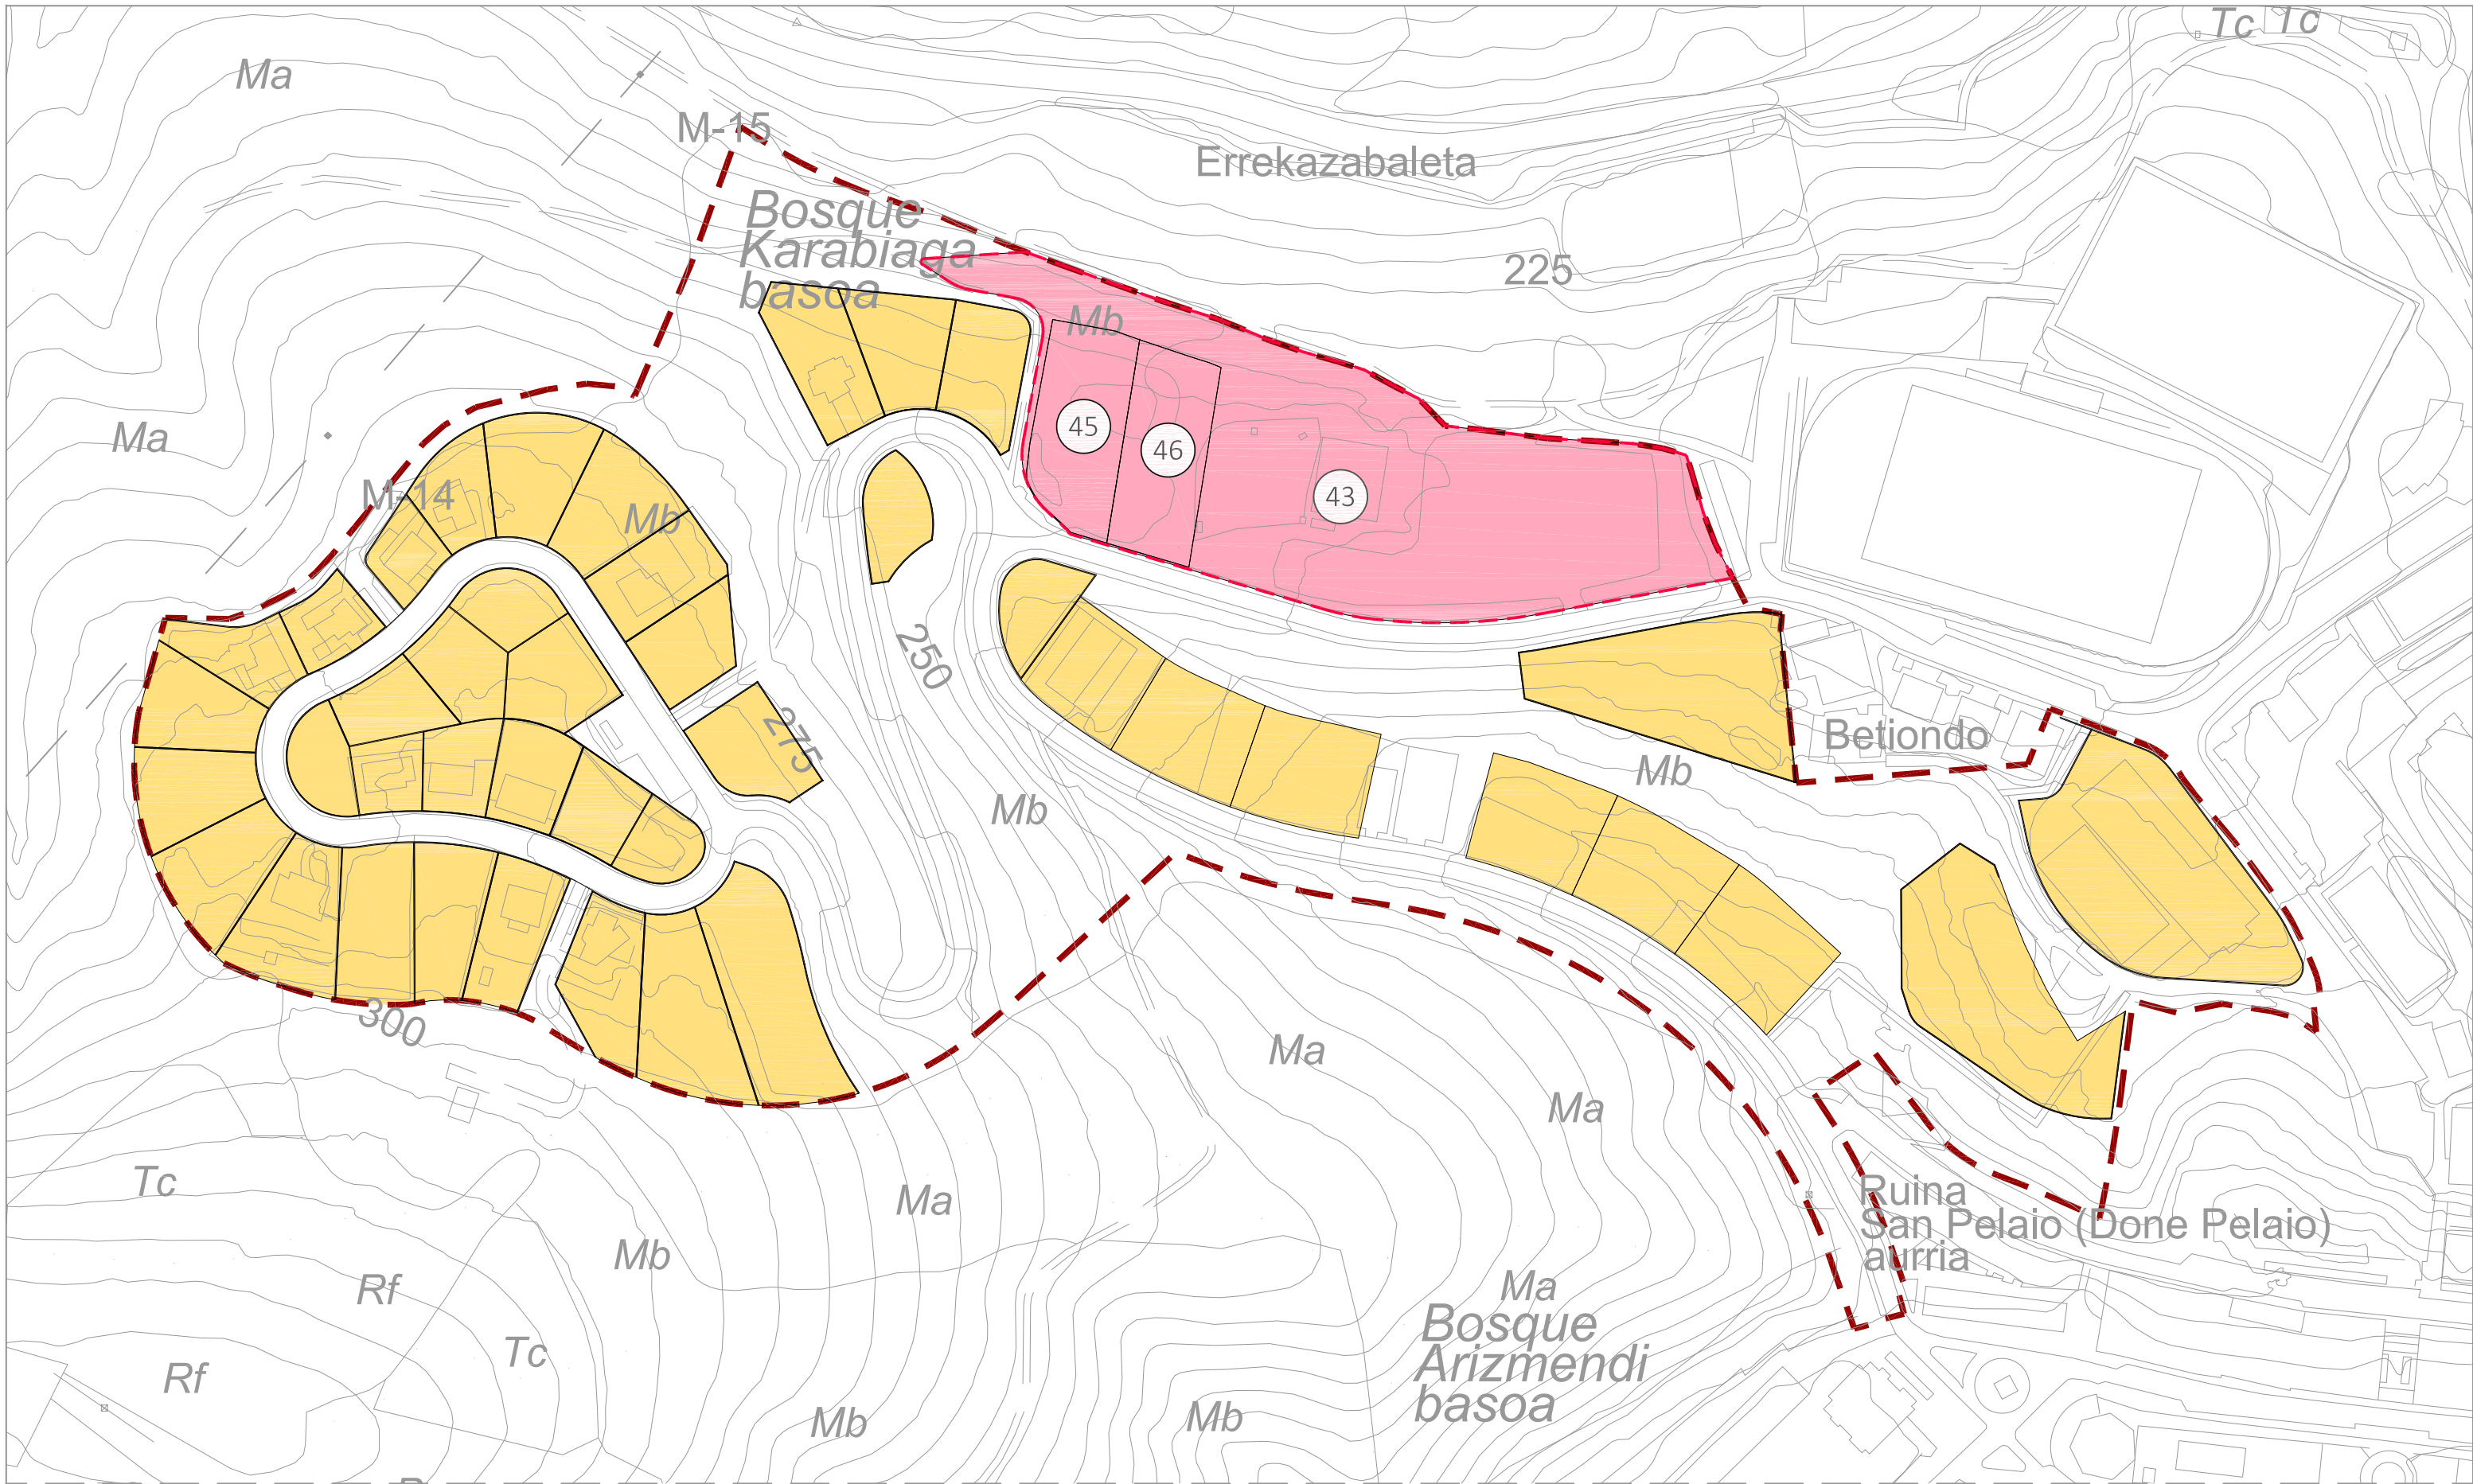 Tc Tc
Ma
M-15
Errekazabaleta
Bosque
Karabiaga
basoa
225
Mb
Ma
45
46
43
M-14
Mb
250
275
Betiondo
Mb
Mb
300
Ma
Ma
Tc
Ma
Ruina
San Pelaio (Done Pelaio)
aurria
Mb
Rf
Ma
Bosque
Arizmendi
basoa
Tc
Rf
Mb
Mb